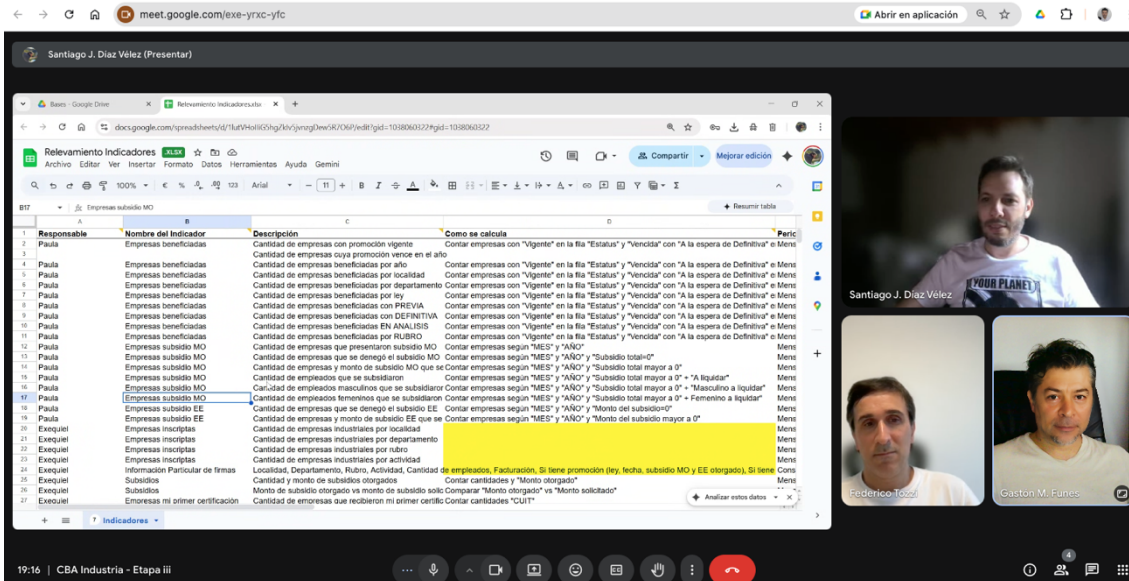 meet.google.com/exe-yrxc-yfc
Abrir en aplicación
Santiago J. Díaz Vélez (Presentar)
Bases - Google Drive
Relevamiento Indicadores.xlsx
Relevamiento Indicadores .XLSX
Compartir
Mejorar edición
Archivo Editar Ver Insertar Formato Datos Herramientas Ayuda Gemini
100% € % .0 .00 123 Arial 11
B17 Empresas subsidio MO
Resumir tabla
A B C D
1 Responsable Nombre del Indicador Descripción Como se calcula Peric
2 Paula Empresas beneficiadas Cantidad de empresas con promoción vigente Contar empresas con "Vigente" en la fila "Estatus" y "Vencida" con "A la espera de Definitiva" e Mens
3 Cantidad de empresas cuya promoción vence en el año
4 Paula Empresas beneficiadas Cantidad de empresas beneficiadas por año Contar empresas con "Vigente" en la fila "Estatus" y "Vencida" con "A la espera de Definitiva" e Mens
5 Paula Empresas beneficiadas Cantidad de empresas beneficiadas por localidad Contar empresas con "Vigente" en la fila "Estatus" y "Vencida" con "A la espera de Definitiva" e Mens
6 Paula Empresas beneficiadas Cantidad de empresas beneficiadas por departamento Contar empresas con "Vigente" en la fila "Estatus" y "Vencida" con "A la espera de Definitiva" e Mens
7 Paula Empresas beneficiadas Cantidad de empresas beneficiadas por ley Contar empresas con "Vigente" en la fila "Estatus" y "Vencida" con "A la espera de Definitiva" e Mens
8 Paula Empresas beneficiadas Cantidad de empresas beneficiadas con PREVIA Contar empresas con "Vigente" en la fila "Estatus" y "Vencida" con "A la espera de Definitiva" e Mens
9 Paula Empresas beneficiadas Cantidad de empresas beneficiadas con DEFINITIVA Contar empresas con "Vigente" en la fila "Estatus" y "Vencida" con "A la espera de Definitiva" e Mens
10 Paula Empresas beneficiadas Cantidad de empresas beneficiadas EN ANALISIS Contar empresas con "Vigente" en la fila "Estatus" y "Vencida" con "A la espera de Definitiva" e Mens
11 Paula Empresas beneficiadas Cantidad de empresas beneficiadas por RUBRO Contar empresas con "Vigente" en la fila "Estatus" y "Vencida" con "A la espera de Definitiva" e Mens
12 Paula Empresas subsidio MO Cantidad de empresas que presentaron subsidio MO Contar empresas según "MES" y "AÑO" Mens
13 Paula Empresas subsidio MO Cantidad de empresas que se denegó el subsidio MO Contar empresas según "MES" y "AÑO" y "Subsidio total=0" Mens
14 Paula Empresas subsidio MO Cantidad de empresas y monto de subsidio MO que se Contar empresas según "MES" y "AÑO" y "Subsidio total mayor a 0" Mens
15 Paula Empresas subsidio MO Cantidad de empleados que se subsidiaron Contar empresas según "MES" y "AÑO" y "Subsidio total mayor a 0" + "A liquidar" Mens
16 Paula Empresas subsidio MO Cantidad de empleados masculinos que se subsidiaron Contar empresas según "MES" y "AÑO" y "Subsidio total mayor a 0" + "Masculino a liquidar" Mens
17 Paula Empresas subsidio MO Cantidad de empleados femeninos que se subsidiaron Contar empresas según "MES" y "AÑO" y "Subsidio total mayor a 0" + Femenino a liquidar" Mens
18 Paula Empresas subsidio EE Cantidad de empresas que se denegó el subsidio EE Contar empresas según "MES" y "AÑO" y "Monto del subsidio=0" Mens
19 Paula Empresas subsidio EE Cantidad de empresas y monto de subsidio EE que se Contar empresas según "MES" y "AÑO" y "Monto del subsidio mayor a 0" Mens
20 Exequiel Empresas inscriptas Cantidad de empresas industriales por localidad Mens
21 Exequiel Empresas inscriptas Cantidad de empresas industriales por departamento Mens
22 Exequiel Empresas inscriptas Cantidad de empresas industriales por rubro Mens
23 Exequiel Empresas inscriptas Cantidad de empresas industriales por actividad Mens
24 Exequiel Información Particular de firmas Localidad, Departamento, Rubro, Actividad, Cantidad de empleados, Facturación, Si tiene promoción (ley, fecha, subsidio MO y EE otorgado), Si tiene Cons
25 Exequiel Subsidios Cantidad y monto de subsidios otorgados Contar cantidades y "Monto otorgado" Mens
26 Exequiel Subsidios Monto de subsidio otorgado vs monto de subsidio solic Comparar "Monto otorgado" vs "Monto solicitado" Mens
27 Exequiel Empresas mi primer certificación Cantidad de empresas que recibieron mi primer certific Contar cantidades "CUIT" Mens
Analizar estos datos
7 Indicadores
YOUR PLANET
Santiago J. Díaz Vélez
Federico Tozzi
Gaston M. Funes
19:16 | CBA Industria - Etapa iii
4